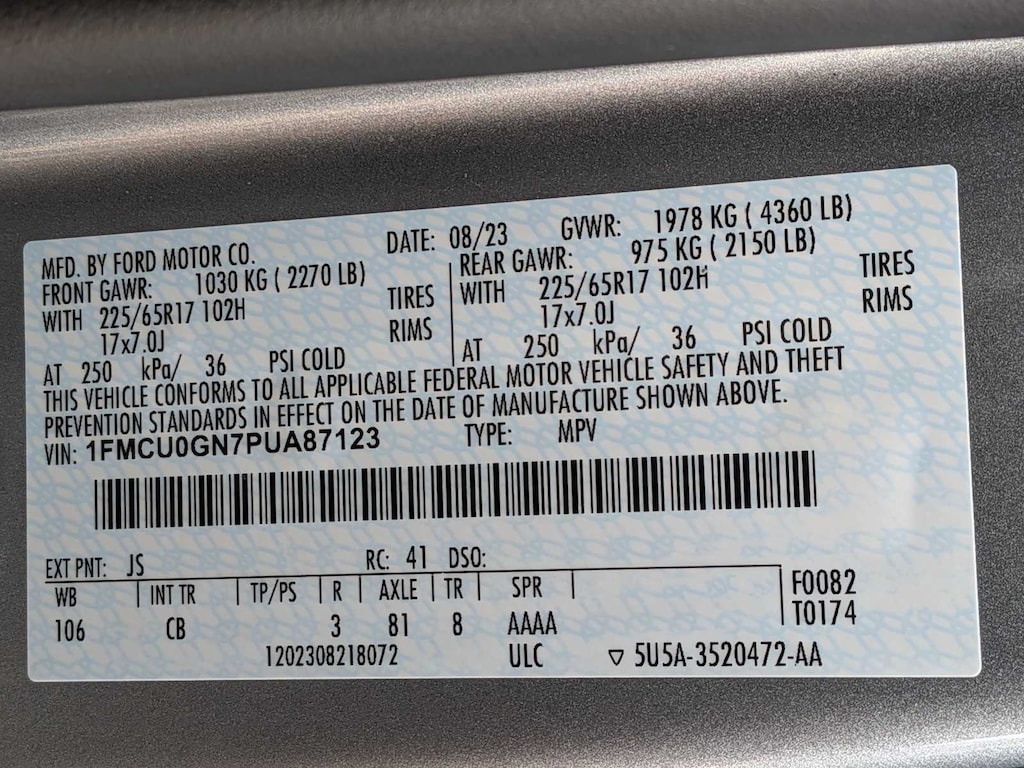 MFD. BY FORD MOTOR CO. DATE: 08/23 GVWR: 1978 KG ( 4360 LB)
FRONT GAWR: 1030 KG ( 2270 LB) REAR GAWR: 975 KG ( 2150 LB)
WITH 225/65R17 102H TIRES WITH 225/65R17 102H TIRES
17x7.0J RIMS 17x7.0J RIMS
AT 250 kPa/ 36 PSI COLD AT 250 kPa/ 36 PSI COLD
THIS VEHICLE CONFORMS TO ALL APPLICABLE FEDERAL MOTOR VEHICLE SAFETY AND THEFT
PREVENTION STANDARDS IN EFFECT ON THE DATE OF MANUFACTURE SHOWN ABOVE.
VIN: 1FMCU0GN7PUA87123 TYPE: MPV
EXT PNT: JS RC: 41 DSO:
WB INT TR TP/PS R AXLE TR SPR F0082
106 CB 3 81 8 AAAA T0174
1202308218072 ULC ▽ 5U5A-3520472-AA